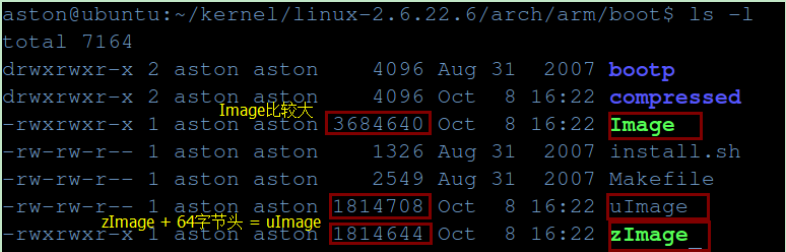 aston@ubuntu:~/kernel/linux-2.6.22.6/arch/arm/boot$ ls -l
total 7164
drwxrwxr-x 2 aston aston 4096 Aug 31 2007 bootp
drwxrwxr-x 2 aston aston 4096 Oct 8 16:22 compressed
Image比较大
-rwxrwxr-x 1 aston aston 3684640 Oct 8 16:22 Image
-rw-rw-r-- 1 aston aston 1326 Aug 31 2007 install.sh
-rw-rw-r-- 1 aston aston 2549 Aug 31 2007 Makefile
-rw-rw-r-- 1 aston aston 1814708 Oct 8 16:22 uImage
zImage + 64字节头 = uImage
-rwxrwxr-x 1 aston aston 1814644 Oct 8 16:22 zImage_